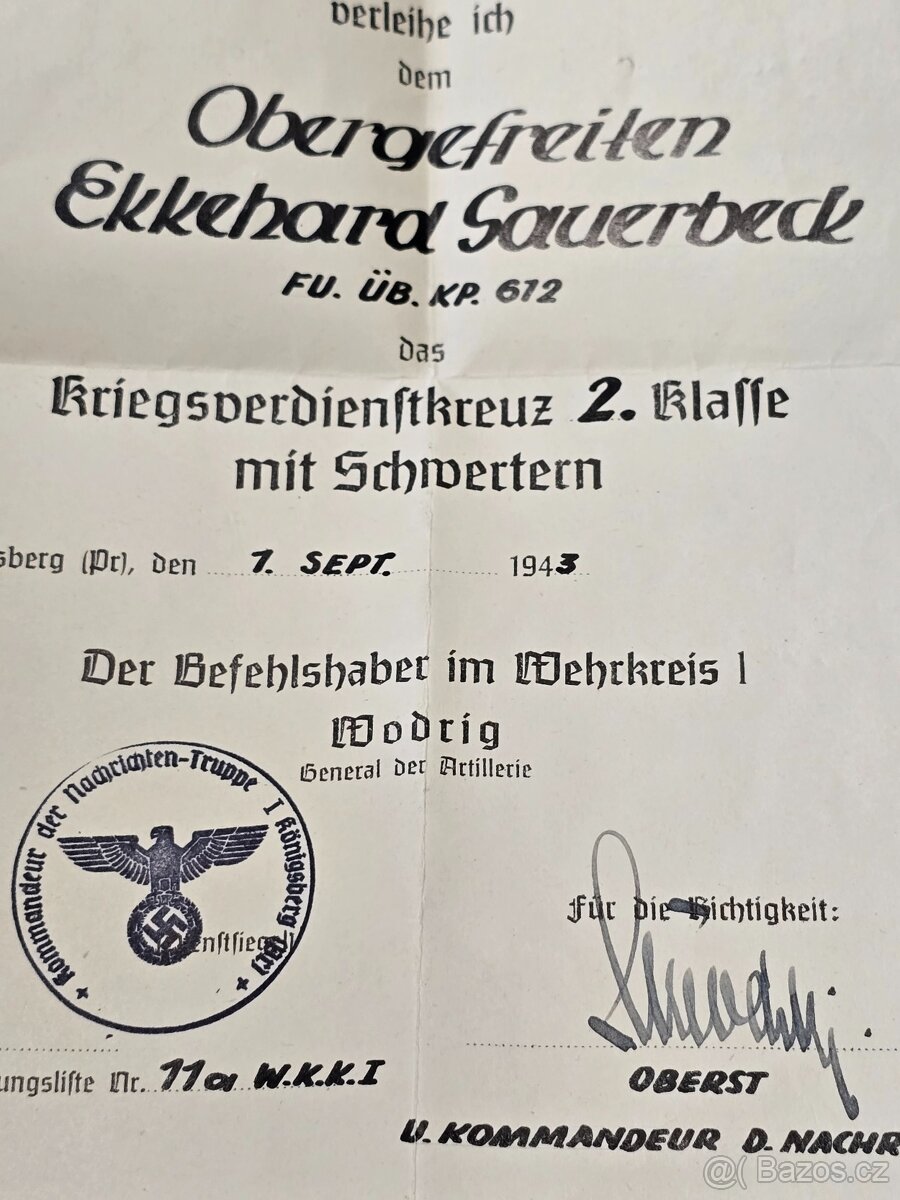 verleihe ich
dem
Obergefreiten
Ekkehard Sauerbeck
FU. ÜB. KP. 612
das
Kriegsverdienstkreuz 2. Klasse
mit Schwertern
sberg (Pr), den 1. SEPT. 1943
Der Befehlshaber im Wehrkreis I
Wodrig
General der Artillerie
Kommandeur der Nachrichten-Truppe I Königsberg (Pr)
enstsiegel
Für die Richtigkeit:
OBERST
ungsliste Nr. 11a W.K.K.I
U. KOMMANDEUR D. NACHR
@( Bazos.cz